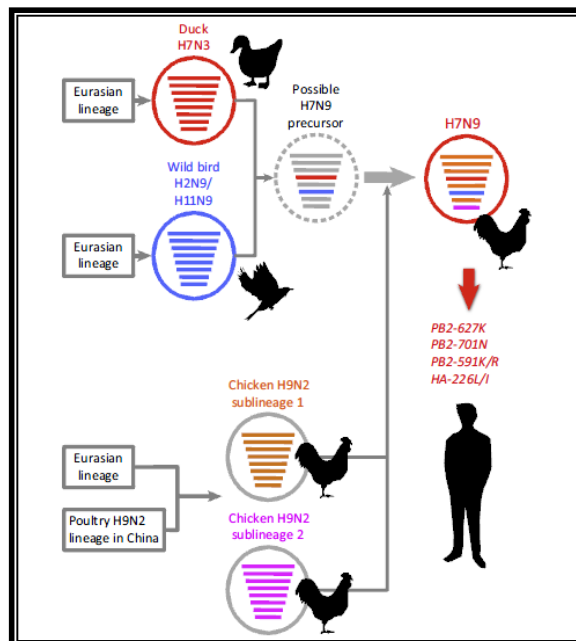 Duck
H7N3
Eurasian
lineage
Possible
H7N9
precursor
H7N9
Wild bird
H2N9/
H11N9
Eurasian
lineage
PB2-627K
PB2-701N
PB2-591K/R
HA-226L/I
Chicken H9N2
sublineage 1
Eurasian
lineage
Poultry H9N2
lineage in China
Chicken H9N2
sublineage 2